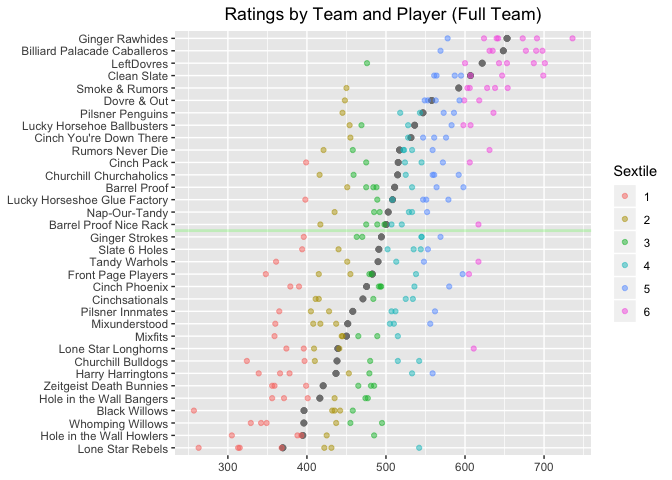 Ratings by Team and Player (Full Team)
Ginger Rawhides
Billiard Palacade Caballeros
LeftDovres
Clean Slate
Smoke & Rumors
Dovre & Out
Pilsner Penguins
Lucky Horsehoe Ballbusters
Cinch You're Down There
Rumors Never Die
Cinch Pack
Churchill Churchaholics
Barrel Proof
Lucky Horseshoe Glue Factory
Nap-Our-Tandy
Barrel Proof Nice Rack
Ginger Strokes
Slate 6 Holes
Tandy Warhols
Front Page Players
Cinch Phoenix
Cinchsationals
Pilsner Innmates
Mixunderstood
Mixfits
Lone Star Longhorns
Churchill Bulldogs
Harry Harringtons
Zeitgeist Death Bunnies
Hole in the Wall Bangers
Black Willows
Whomping Willows
Hole in the Wall Howlers
Lone Star Rebels
300 400 500 600 700
Sextile
1
2
3
4
5
6